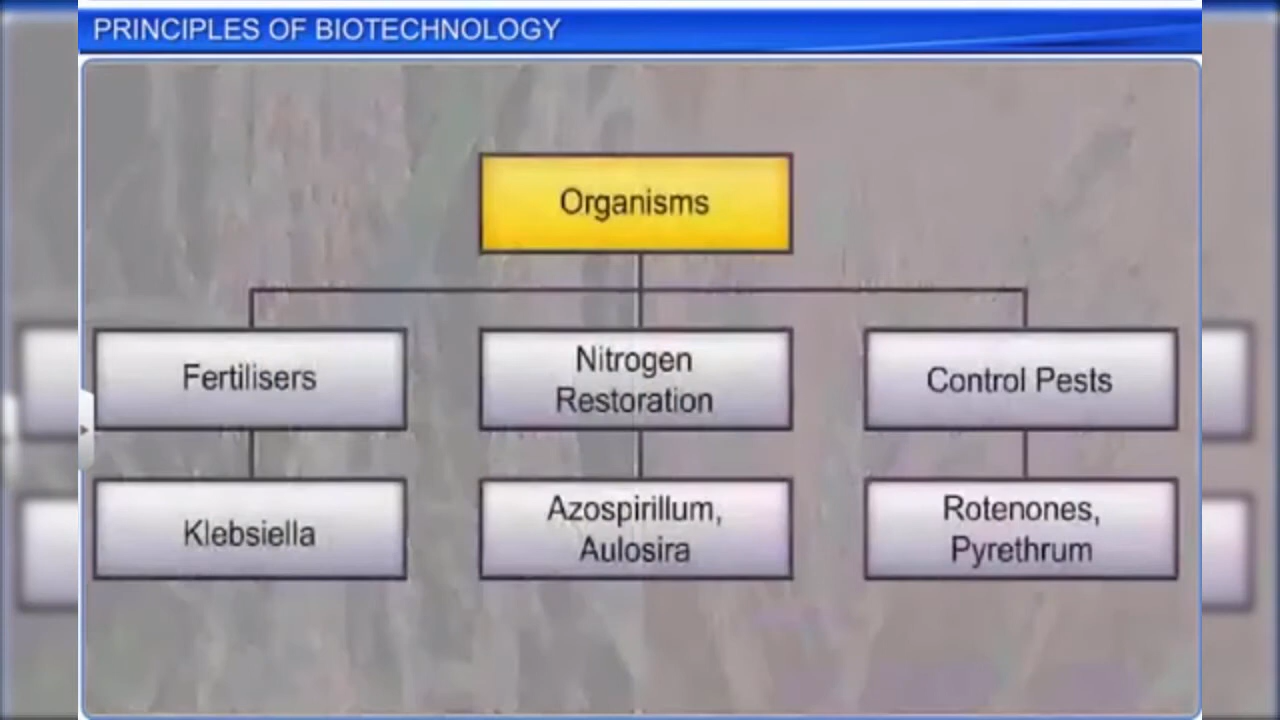 PRINCIPLES OF BIOTECHNOLOGY
Organisms
Fertilisers
Nitrogen
Restoration
Control Pests
Klebsiella
Azospirillum,
Aulosira
Rotenones,
Pyrethrum